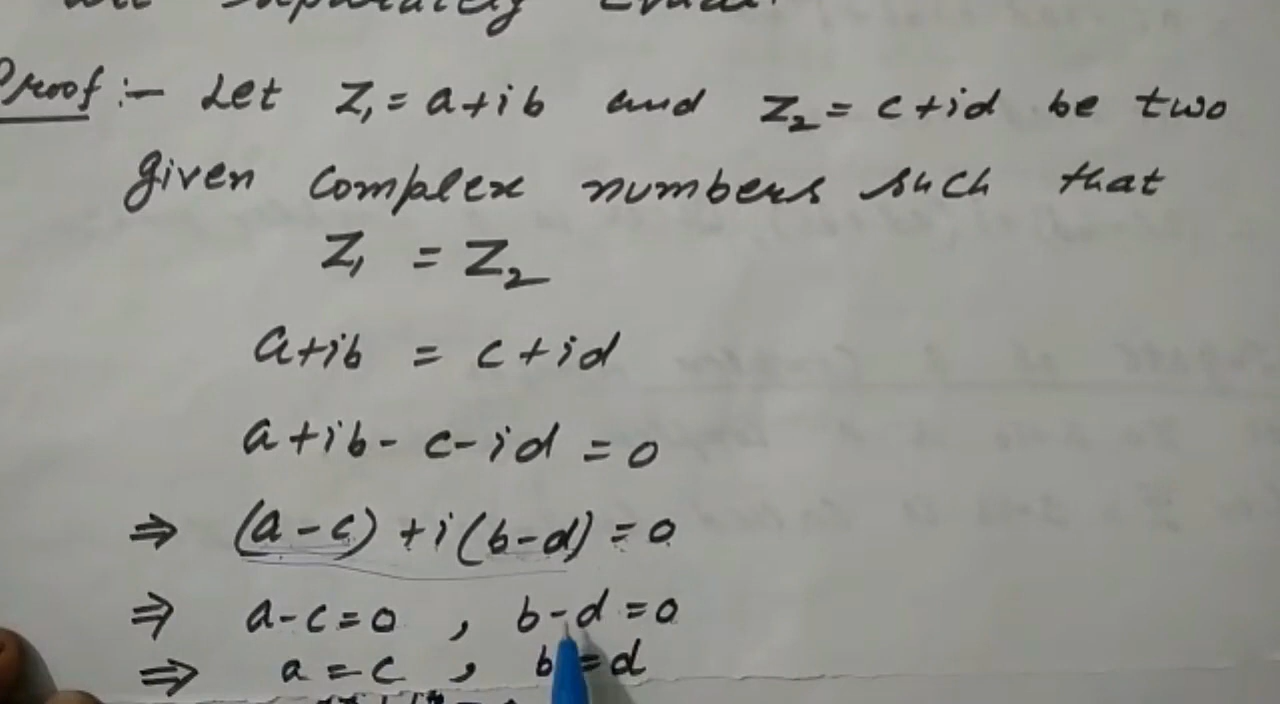 Proof :- Let Z₁ = a+ib and Z₂ = c+id be two
given complex numbers such that
Z₁ = Z₂
a+ib = c+id
a+ib-c-id = 0
⇒ (a-c) +i(b-d) = 0
⇒ a-c=0 , b-d=0
⇒ a=c , b=d